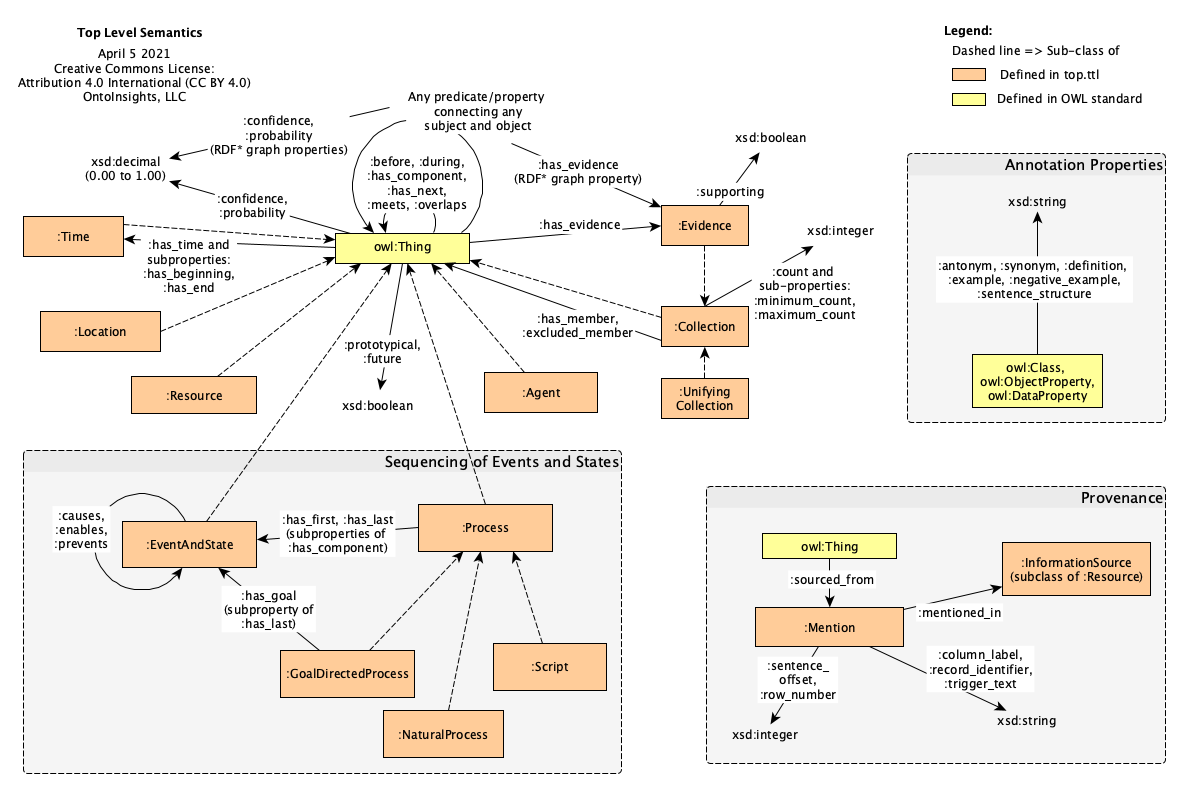 Top Level Semantics
April 5 2021
Creative Commons License:
Attribution 4.0 International (CC BY 4.0)
OntoInsights, LLC
Legend:
Dashed line => Sub-class of
Defined in top.ttl
Defined in OWL standard
Any predicate/property
connecting any
subject and object
:confidence,
:probability
(RDF* graph properties)
xsd:decimal
(0.00 to 1.00)
:confidence,
:probability
:before, :during,
:has_component,
:has_next,
:meets, :overlaps
:has_evidence
(RDF* graph property)
xsd:boolean
:supporting
:Time
:has_time and
subproperties:
:has_beginning,
:has_end
owl:Thing
:has_evidence
:Evidence
xsd:integer
:count and
sub-properties:
:minimum_count,
:maximum_count
:Location
:has_member,
:excluded_member
:Collection
:prototypical,
:future
xsd:boolean
:Resource
:Agent
:Unifying
Collection
Annotation Properties
xsd:string
:antonym, :synonym, :definition,
:example, :negative_example,
:sentence_structure
owl:Class,
owl:ObjectProperty,
owl:DataProperty
Sequencing of Events and States
:causes,
:enables,
:prevents
:EventAndState
:has_first, :has_last
(subproperties of
:has_component)
:Process
:has_goal
(subproperty of
:has_last)
:GoalDirectedProcess
:Script
:NaturalProcess
Provenance
owl:Thing
:sourced_from
:InformationSource
(subclass of :Resource)
:mentioned_in
:Mention
:sentence_
offset,
:row_number
:column_label,
:record_identifier,
:trigger_text
xsd:integer
xsd:string